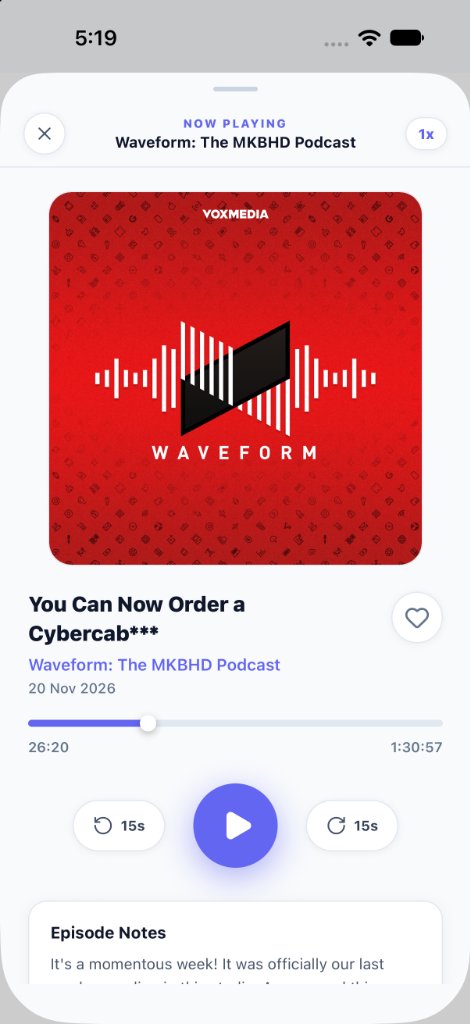 5:19
NOW PLAYING
Waveform: The MKBHD Podcast
1x
VOXMEDIA
WAVEFORM
You Can Now Order a
Cybercab***
Waveform: The MKBHD Podcast
20 Nov 2026
26:20
1:30:57
15s
15s
Episode Notes
It's a momentous week! It was officially our last